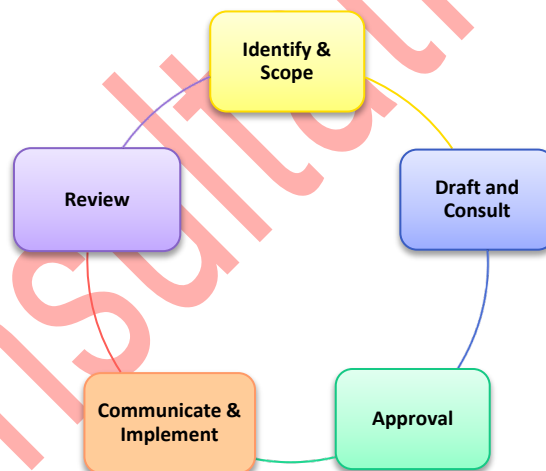 Identify &
Scope
Draft and
Consult
Approval
Communicate &
Implement
Review